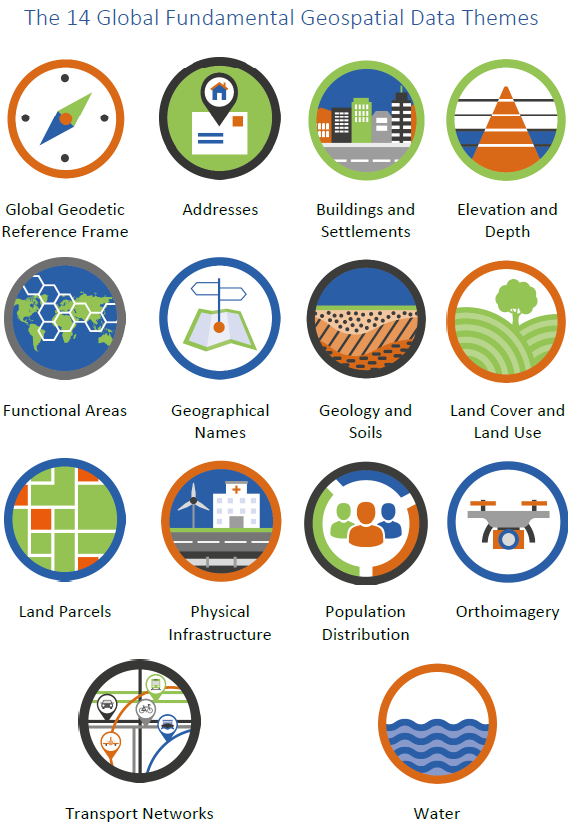 The 14 Global Fundamental Geospatial Data Themes
Global Geodetic
Reference Frame
Addresses
Buildings and
Settlements
Elevation and
Depth
Functional Areas
Geographical
Names
Geology and
Soils
Land Cover and
Land Use
Land Parcels
Physical
Infrastructure
Population
Distribution
Orthoimagery
Transport Networks
Water